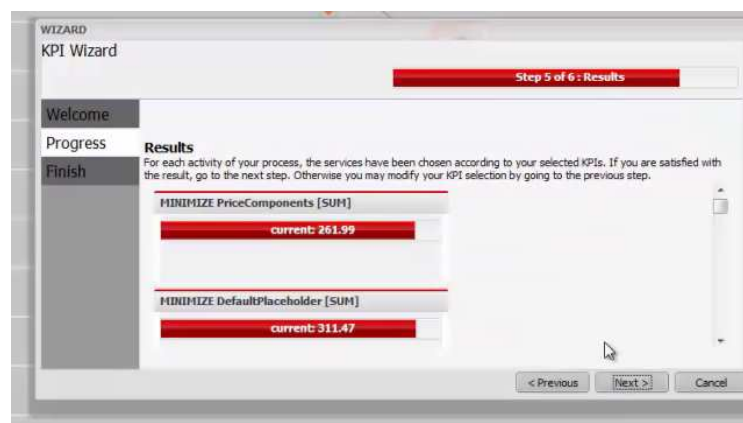 WIZARD
KPI Wizard
Step 5 of 6 : Results
Welcome
Progress
Finish
Results
For each activity of your process, the services have been chosen according to your selected KPIs. If you are satisfied with
the result, go to the next step. Otherwise you may modify your KPI selection by going to the previous step.
MINIMIZE PriceComponents [SUM]
current: 261.99
MINIMIZE DefaultPlaceholder [SUM]
current: 311.47
< Previous
Next >
Cancel